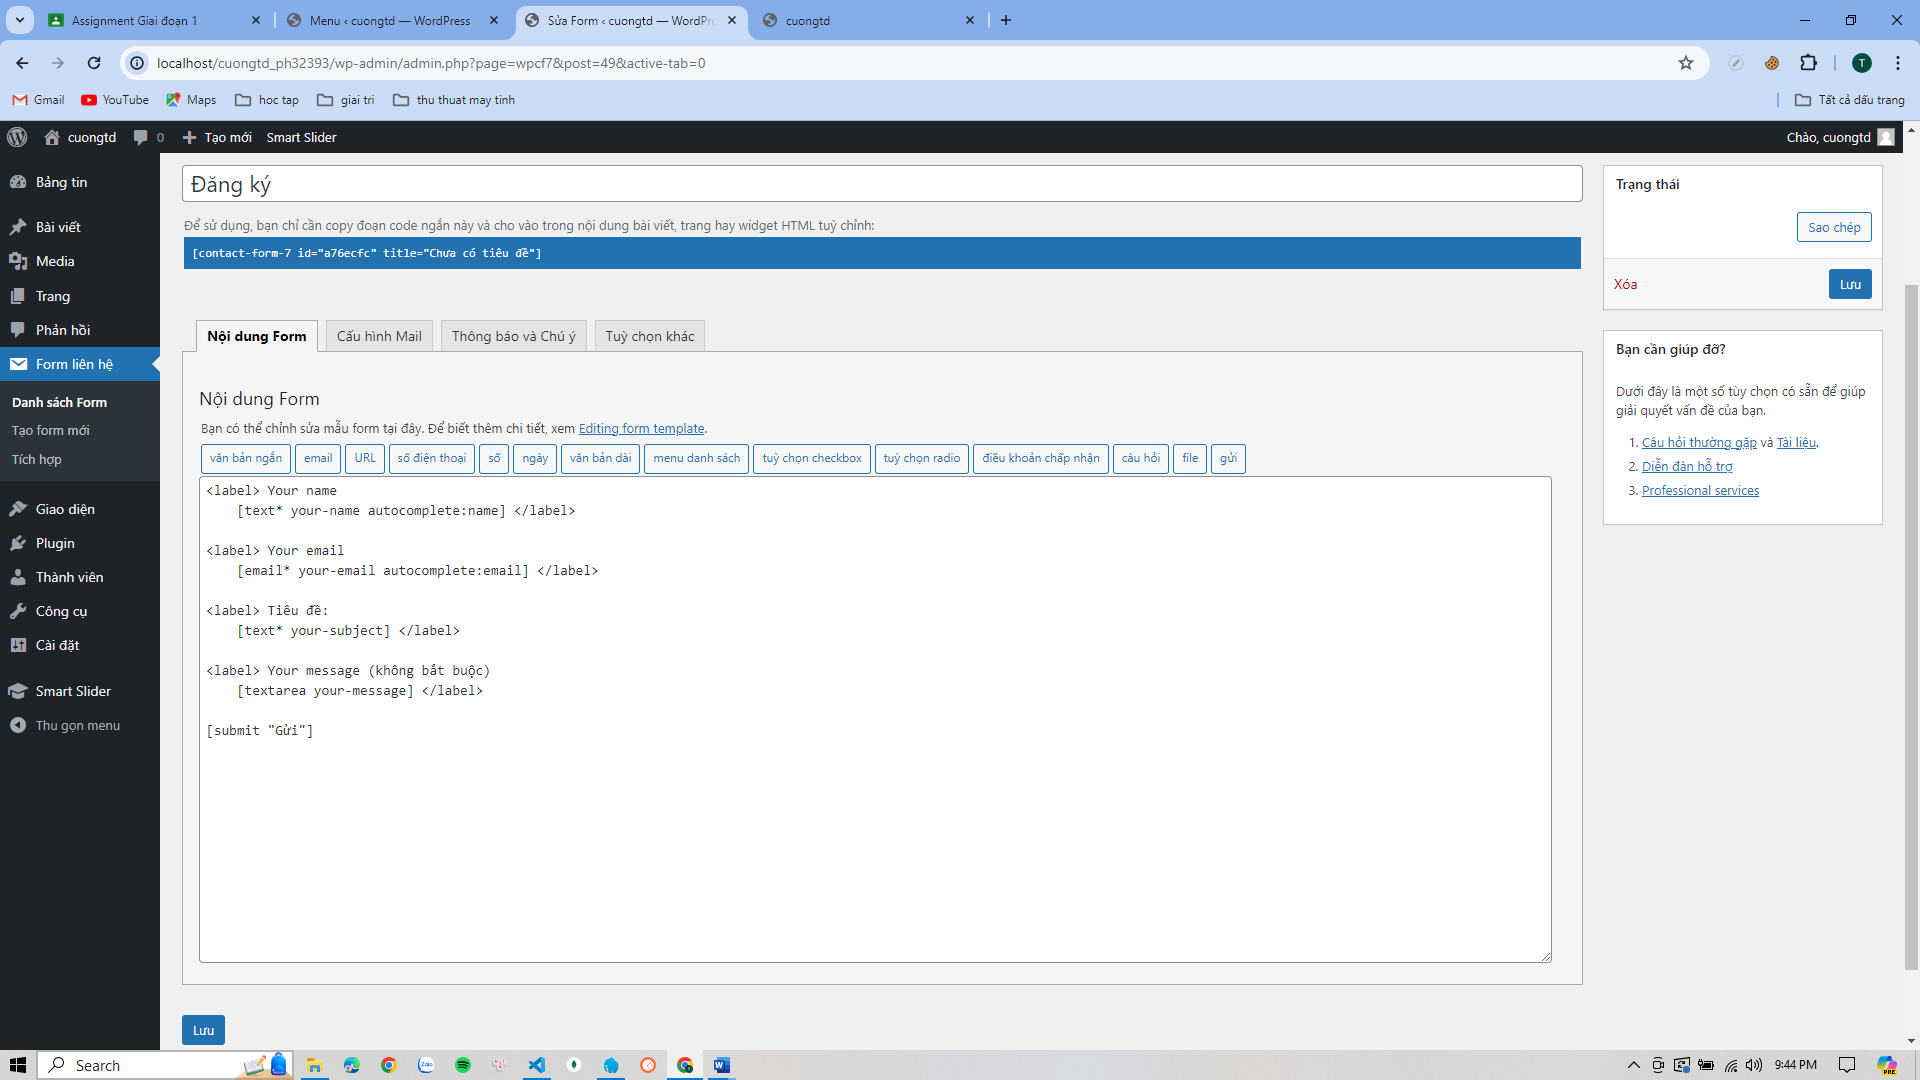 Assignment Giai đoạn 1
Menu ‹ cuongtd — WordPress
Sửa Form ‹ cuongtd — WordPre
cuongtd
localhost/cuongtd_ph32393/wp-admin/admin.php?page=wpcf7&post=49&active-tab=0
T
Gmail
YouTube
Maps
hoc tap
giai tri
thu thuat may tinh
Tất cả dấu trang
cuongtd
0
Tạo mới
Smart Slider
Chào, cuongtd
Bảng tin
Bài viết
Media
Trang
Phản hồi
Form liên hệ
Danh sách Form
Tạo form mới
Tích hợp
Giao diện
Plugin
Thành viên
Công cụ
Cài đặt
Smart Slider
Thu gọn menu
Đăng ký
Để sử dụng, bạn chỉ cần copy đoạn code ngắn này và cho vào trong nội dung bài viết, trang hay widget HTML tuỳ chỉnh:
[contact-form-7 id="a76ecfc" title="Chưa có tiêu đề"]
Nội dung Form
Cấu hình Mail
Thông báo và Chú ý
Tuỳ chọn khác
Nội dung Form
Bạn có thể chỉnh sửa mẫu form tại đây. Để biết thêm chi tiết, xem Editing form template.
văn bản ngắn
email
URL
số điện thoại
số
ngày
văn bản dài
menu danh sách
tuỳ chọn checkbox
tuỳ chọn radio
điều khoản chấp nhận
câu hỏi
file
gửi
<label> Your name
[text* your-name autocomplete:name] </label>
<label> Your email
[email* your-email autocomplete:email] </label>
<label> Tiêu đề:
[text* your-subject] </label>
<label> Your message (không bắt buộc)
[textarea your-message] </label>
[submit "Gửi"]
Lưu
Trạng thái
Sao chép
Xóa
Lưu
Bạn cần giúp đỡ?
Dưới đây là một số tùy chọn có sẵn để giúp
giải quyết vấn đề của bạn.
1. Câu hỏi thường gặp và Tài liệu.
2. Diễn đàn hỗ trợ
3. Professional services
Search
Zalo
9:44 PM
PRE